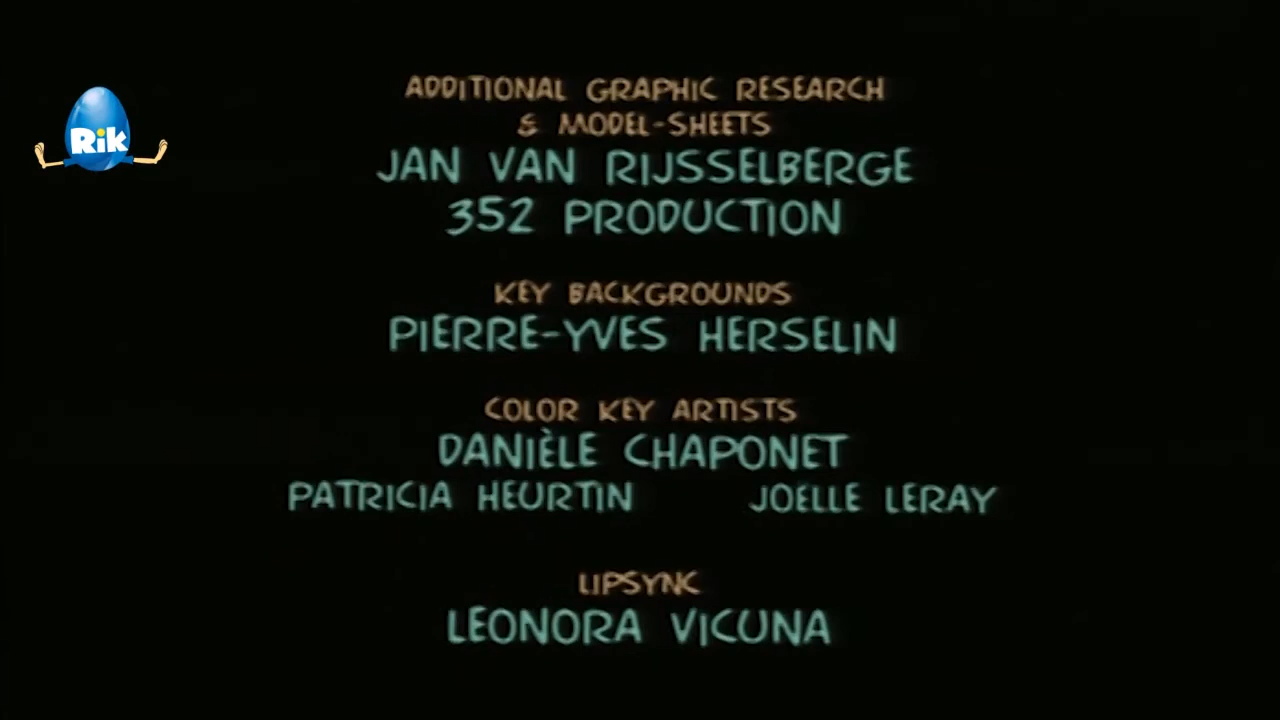 Rik
ADDITIONAL GRAPHIC RESEARCH
& MODEL-SHEETS
JAN VAN RIJSSELBERGE
352 PRODUCTION
KEY BACKGROUNDS
PIERRE-YVES HERSELIN
COLOR KEY ARTISTS
DANIÈLE CHAPONET
PATRICIA HEURTIN JOELLE LERAY
LIPSYNC
LEONORA VICUNA